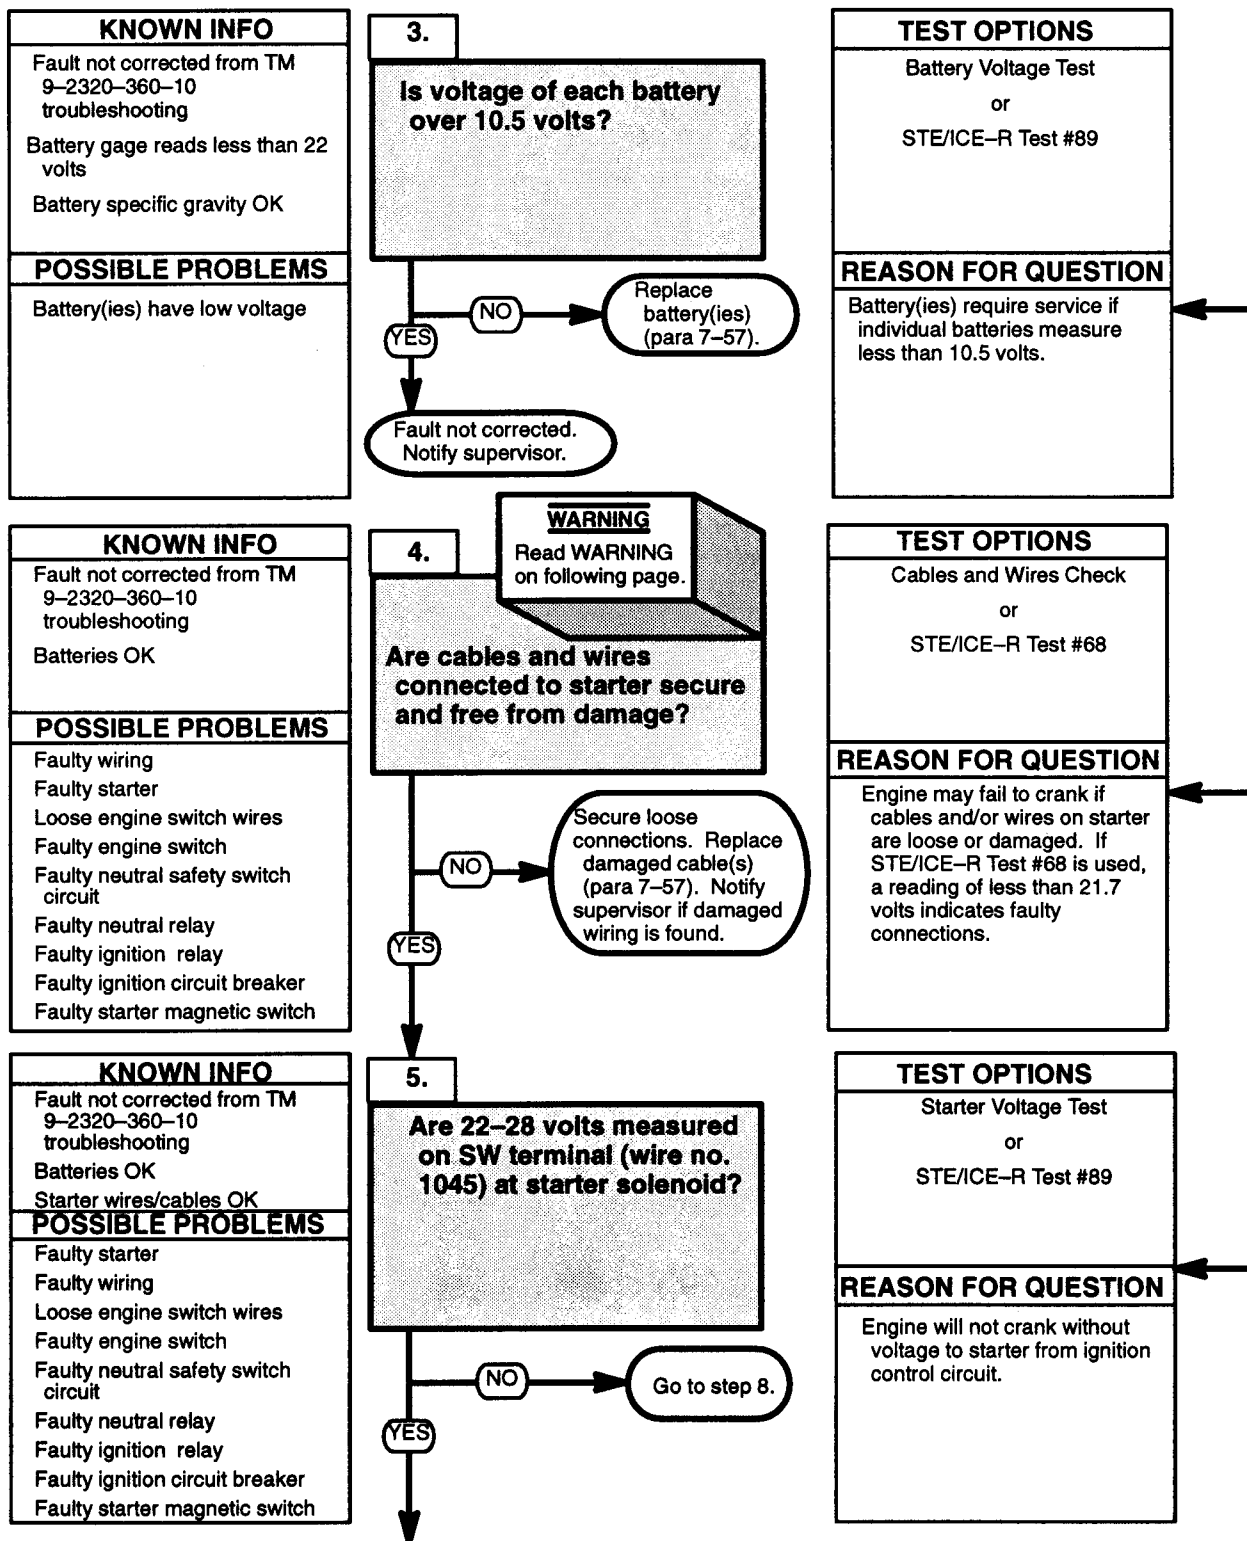 KNOWN INFO
Fault not corrected from TM
9–2320–360–10
troubleshooting
Battery gage reads less than 22
volts
Battery specific gravity OK
POSSIBLE PROBLEMS
Battery(ies) have low voltage
3.
Is voltage of each battery
over 10.5 volts?
NO
Replace
battery(ies)
(para 7–57).
YES
Fault not corrected.
Notify supervisor.
TEST OPTIONS
Battery Voltage Test
or
STE/ICE–R Test #89
REASON FOR QUESTION
Battery(ies) require service if
individual batteries measure
less than 10.5 volts.
KNOWN INFO
Fault not corrected from TM
9–2320–360–10
troubleshooting
Batteries OK
POSSIBLE PROBLEMS
Faulty wiring
Faulty starter
Loose engine switch wires
Faulty engine switch
Faulty neutral safety switch
circuit
Faulty neutral relay
Faulty ignition relay
Faulty ignition circuit breaker
Faulty starter magnetic switch
4.
WARNING
Read WARNING
on following page.
Are cables and wires
connected to starter secure
and free from damage?
NO
Secure loose
connections. Replace
damaged cable(s)
(para 7–57). Notify
supervisor if damaged
wiring is found.
YES
TEST OPTIONS
Cables and Wires Check
or
STE/ICE–R Test #68
REASON FOR QUESTION
Engine may fail to crank if
cables and/or wires on starter
are loose or damaged. If
STE/ICE–R Test #68 is used,
a reading of less than 21.7
volts indicates faulty
connections.
KNOWN INFO
Fault not corrected from TM
9–2320–360–10
troubleshooting
Batteries OK
Starter wires/cables OK
POSSIBLE PROBLEMS
Faulty starter
Faulty wiring
Loose engine switch wires
Faulty engine switch
Faulty neutral safety switch
circuit
Faulty neutral relay
Faulty ignition relay
Faulty ignition circuit breaker
Faulty starter magnetic switch
5.
Are 22–28 volts measured
on SW terminal (wire no.
1045) at starter solenoid?
NO
Go to step 8.
YES
TEST OPTIONS
Starter Voltage Test
or
STE/ICE–R Test #89
REASON FOR QUESTION
Engine will not crank without
voltage to starter from ignition
control circuit.